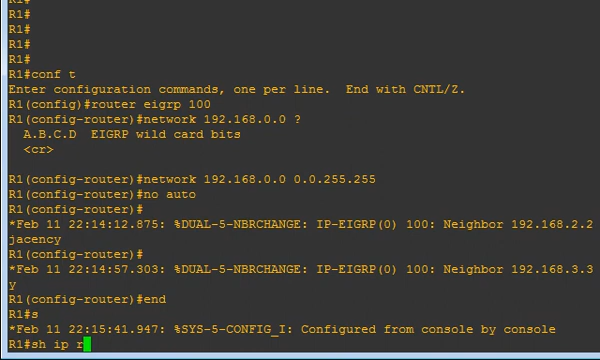 R1#
R1#
R1#
R1#
R1#conf t
Enter configuration commands, one per line.  End with CNTL/Z.
R1(config)#router eigrp 100
R1(config-router)#network 192.168.0.0 ?
  A.B.C.D  EIGRP wild card bits
  <cr>
R1(config-router)#network 192.168.0.0 0.0.255.255
R1(config-router)#no auto
R1(config-router)#
*Feb 11 22:14:12.875: %DUAL-5-NBRCHANGE: IP-EIGRP(0) 100: Neighbor 192.168.2.2
jacency
R1(config-router)#
*Feb 11 22:14:57.303: %DUAL-5-NBRCHANGE: IP-EIGRP(0) 100: Neighbor 192.168.3.3
y
R1(config-router)#end
R1#s
*Feb 11 22:15:41.947: %SYS-5-CONFIG_I: Configured from console by console
R1#sh ip r